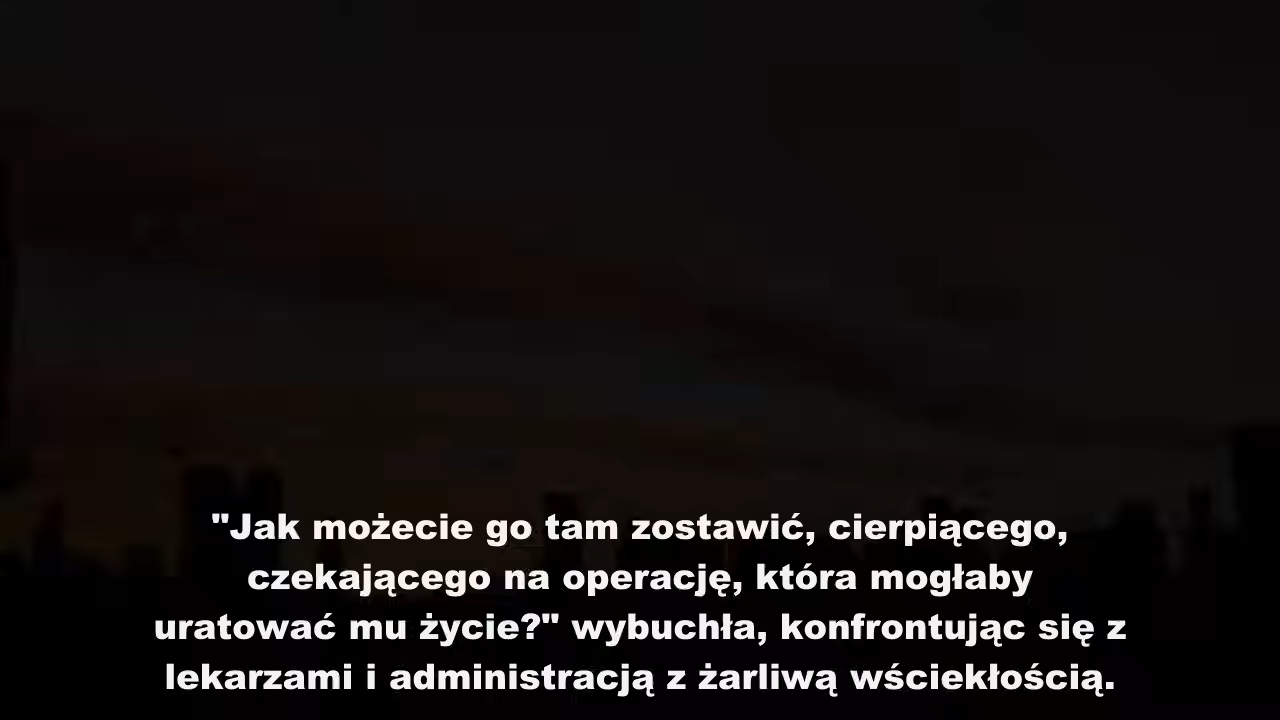 "Jak możecie go tam zostawić, cierpiącego,
czekającego na operację, która mogłaby
uratować mu życie?" wybuchła, konfrontując się z
lekarzami i administracją z żarliwą wściekłością.